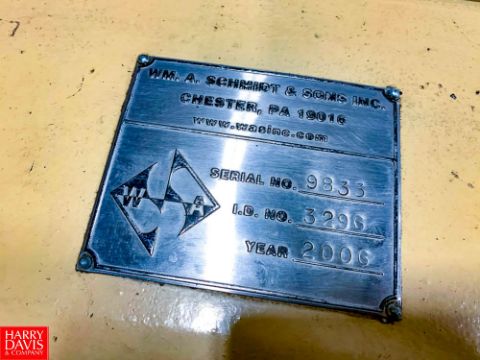 WM. A. SCHMIDT & SONS INC.
CHESTER, PA 19016
www.wasinc.com
SERIAL NO. 9833
I.D. NO. 3296
YEAR 2006
W S A
HARRY
DAVIS
& COMPANY